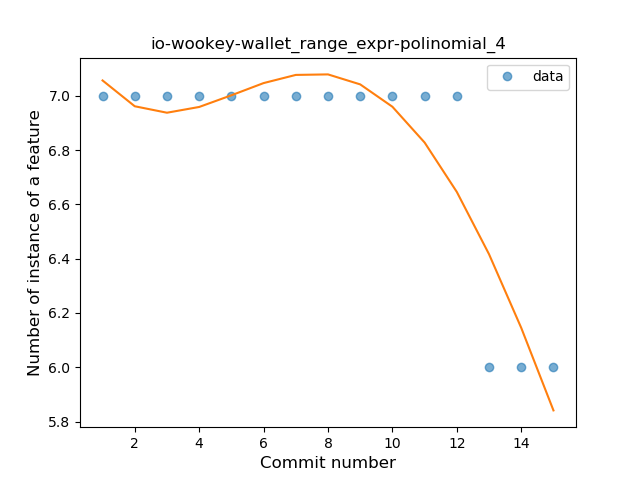 io-wookey-wallet_range_expr-polinomial_4
data
Number of instance of a feature
7.0
6.8
6.6
6.4
6.2
6.0
5.8
2 4 6 8 10 12 14
Commit number